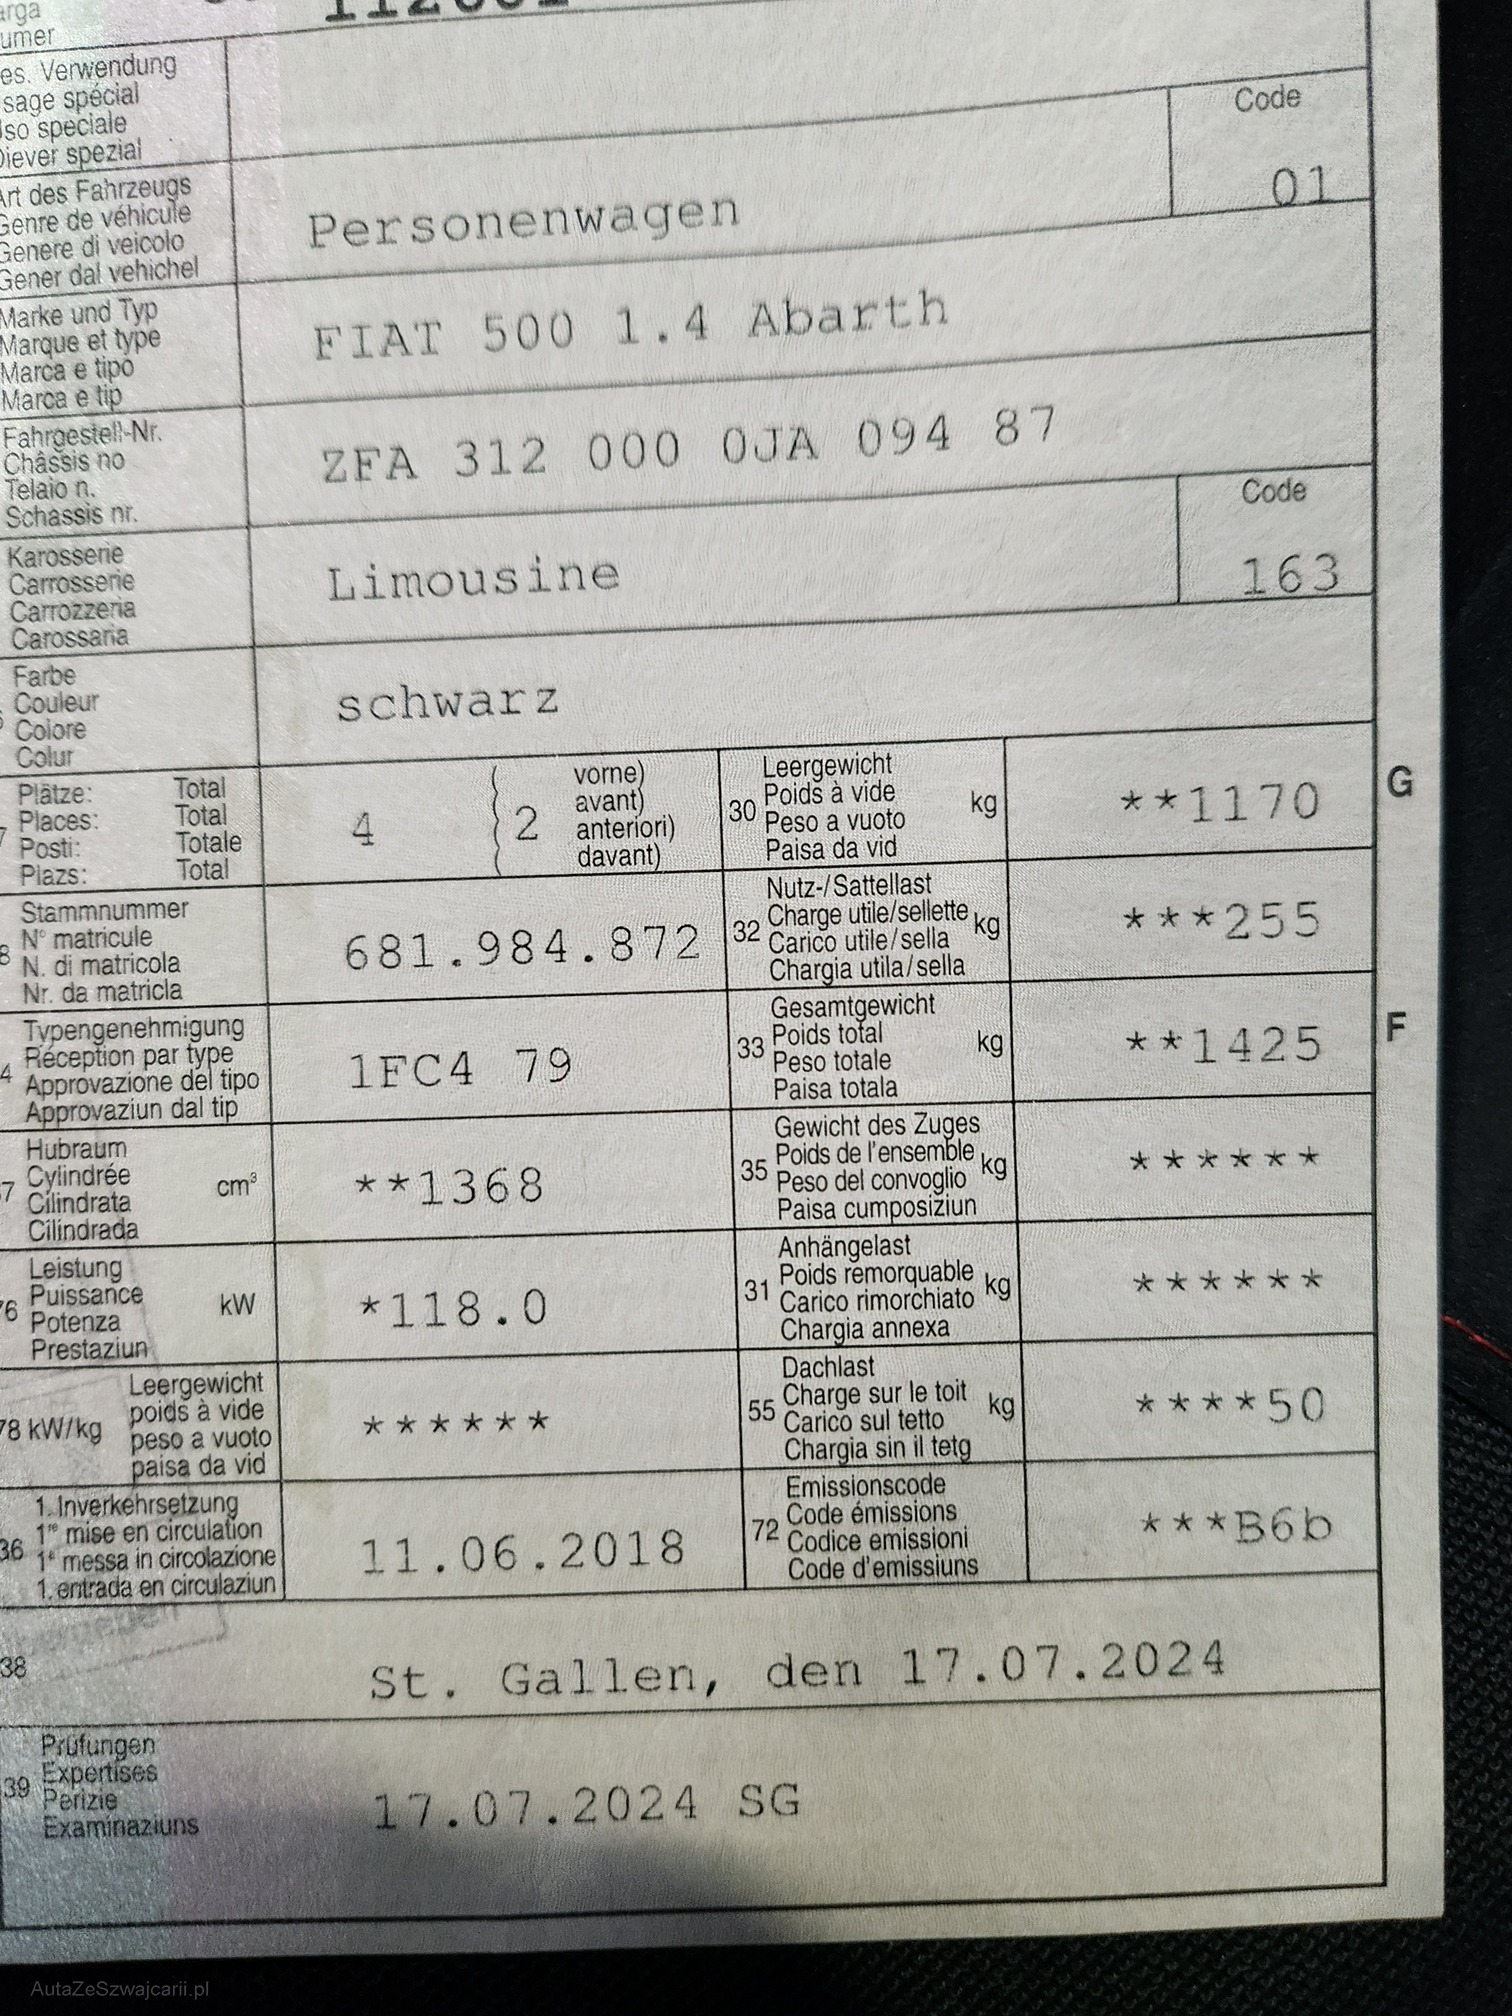 umer
es. Verwendung
sage spécial
so speciale
iever spezial
Code
Art des Fahrzeugs
Genre de véhicule
Genere di veicolo
Gener dal vehichel
Personenwagen
01
Marke und Typ
Marque et type
Marca e tipo
Marca e tip
FIAT 500 1.4 Abarth
Fahrgestell-Nr.
Châssis no
Telaio n.
Schassis nr.
ZFA 312 000 0JA 094 87
Code
Karosserie
Carrosserie
Carrozzeria
Carossaria
Limousine
163
Farbe
Couleur
Colore
Colur
schwarz
Plätze: Total
Places: Total
Posti: Totale
Plazs: Total
4 ( 2
vorne)
avant)
anteriori)
davant)
30 Leergewicht
Poids à vide
Peso a vuoto
Paisa da vid
kg
**1170
G
Stammnummer
N° matricule
N. di matricola
Nr. da matricla
681.984.872
32 Nutz-/Sattellast
Charge utile/sellette
Carico utile/sella
Chargia utila/sella
kg
***255
Typengenehmigung
Réception par type
Approvazione del tipo
Approvaziun dal tip
1FC4 79
33 Gesamtgewicht
Poids total
Peso totale
Paisa totala
kg
**1425
F
Hubraum
Cylindrée
Cilindrata
Cilindrada
cm³
**1368
35 Gewicht des Zuges
Poids de l'ensemble
Peso del convoglio
Paisa cumposiziun
kg
******
Leistung
Puissance
Potenza
Prestaziun
kW
*118.0
31 Anhängelast
Poids remorquable
Carico rimorchiato
Chargia annexa
kg
******
78 kW/kg
Leergewicht
poids à vide
peso a vuoto
paisa da vid
******
55 Dachlast
Charge sur le toit
Carico sul tetto
Chargia sin il tetg
kg
****50
36 1. Inverkehrsetzung
1re mise en circulation
1a messa in circolazione
1. entrada en circulaziun
11.06.2018
72 Emissionscode
Code émissions
Codice emissioni
Code d'emissiuns
***B6b
38
St. Gallen, den 17.07.2024
39 Prüfungen
Expertises
Perizie
Examinaziuns
17.07.2024 SG
AutaZeSzwajcarii.pl